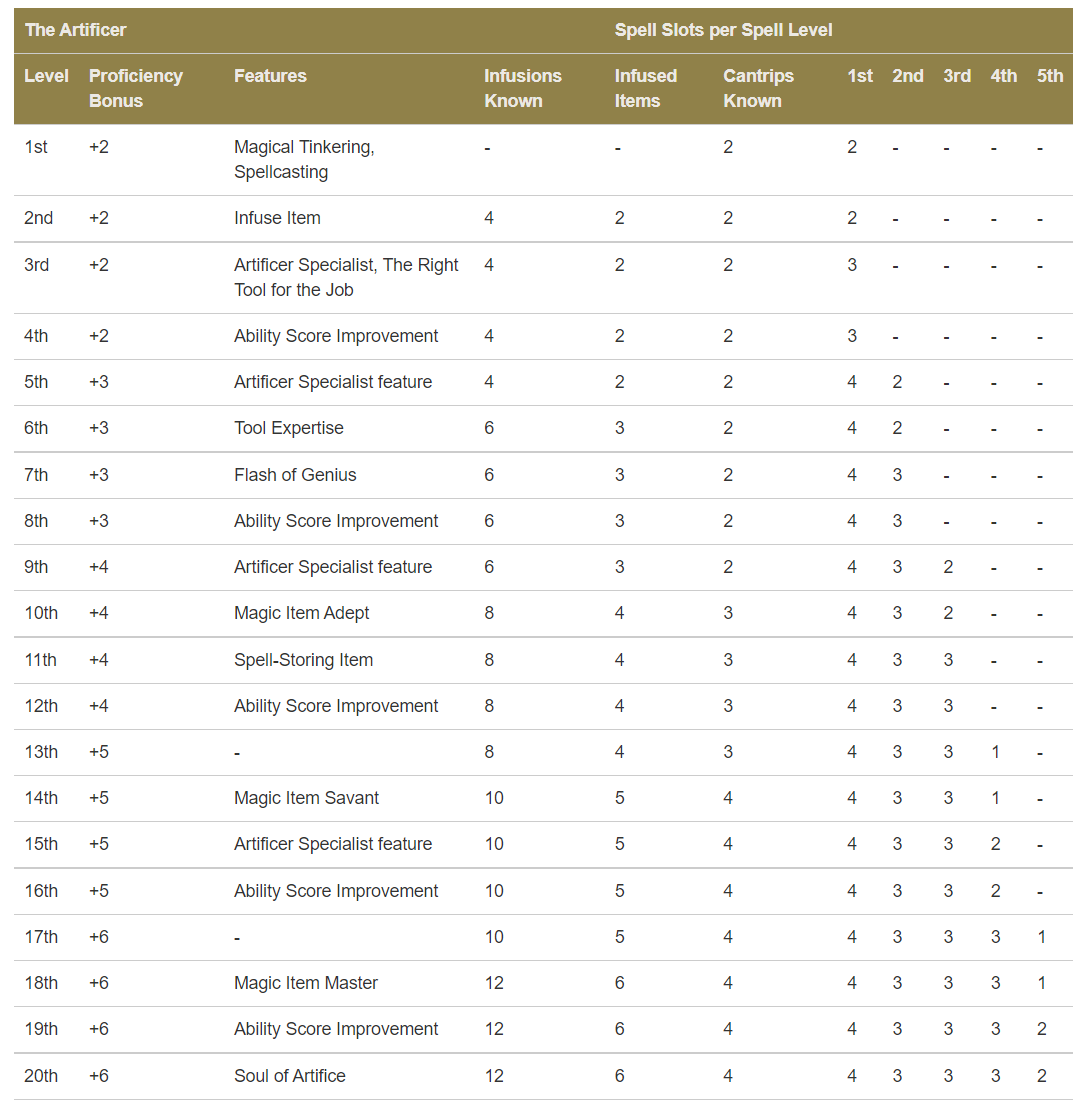 The Artificer Spell Slots per Spell Level
Level Proficiency Bonus Features Infusions Known Infused Items Cantrips Known 1st 2nd 3rd 4th 5th
1st +2 Magical Tinkering, Spellcasting - - 2 2 - - - -
2nd +2 Infuse Item 4 2 2 2 - - - -
3rd +2 Artificer Specialist, The Right Tool for the Job 4 2 2 3 - - - -
4th +2 Ability Score Improvement 4 2 2 3 - - - -
5th +3 Artificer Specialist feature 4 2 2 4 2 - - -
6th +3 Tool Expertise 6 3 2 4 2 - - -
7th +3 Flash of Genius 6 3 2 4 3 - - -
8th +3 Ability Score Improvement 6 3 2 4 3 - - -
9th +4 Artificer Specialist feature 6 3 2 4 3 2 - -
10th +4 Magic Item Adept 8 4 3 4 3 2 - -
11th +4 Spell-Storing Item 8 4 3 4 3 3 - -
12th +4 Ability Score Improvement 8 4 3 4 3 3 - -
13th +5 - 8 4 3 4 3 3 1 -
14th +5 Magic Item Savant 10 5 4 4 3 3 1 -
15th +5 Artificer Specialist feature 10 5 4 4 3 3 2 -
16th +5 Ability Score Improvement 10 5 4 4 3 3 2 -
17th +6 - 10 5 4 4 3 3 3 1
18th +6 Magic Item Master 12 6 4 4 3 3 3 1
19th +6 Ability Score Improvement 12 6 4 4 3 3 3 2
20th +6 Soul of Artifice 12 6 4 4 3 3 3 2